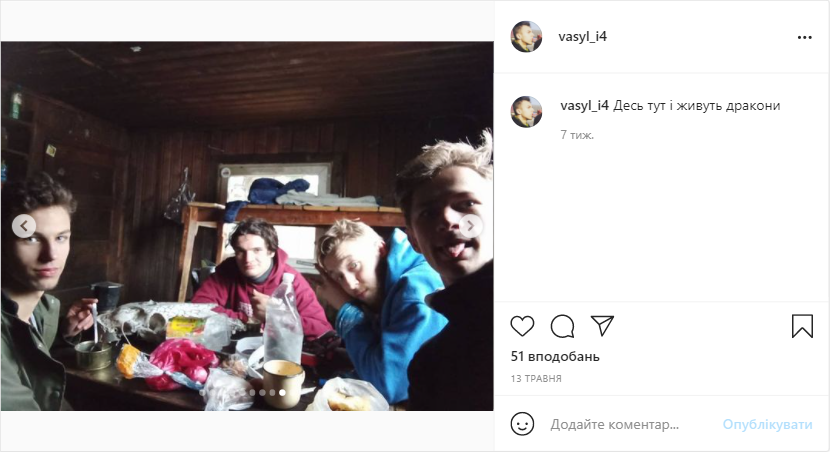 vasyl_i4
vasyl_i4 Десь тут і живуть дракони
7 тиж.
51 вподобань
13 ТРАВНЯ
Додайте коментар...
Опублікувати